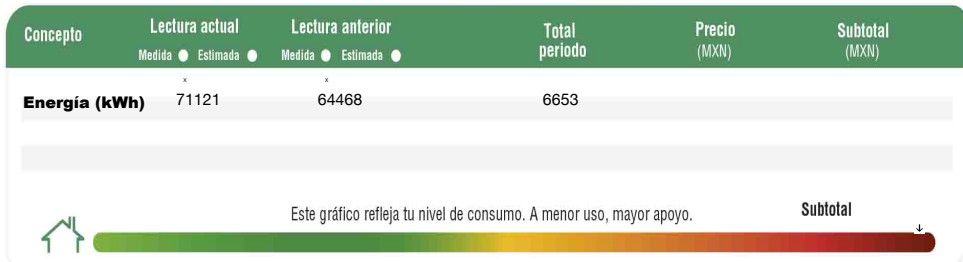 Concepto Lectura actual Lectura anterior Total periodo Precio (MXN) Subtotal (MXN)
Medida Estimada Medida Estimada
x x
Energía (kWh) 71121 64468 6653
Este gráfico refleja tu nivel de consumo. A menor uso, mayor apoyo. Subtotal